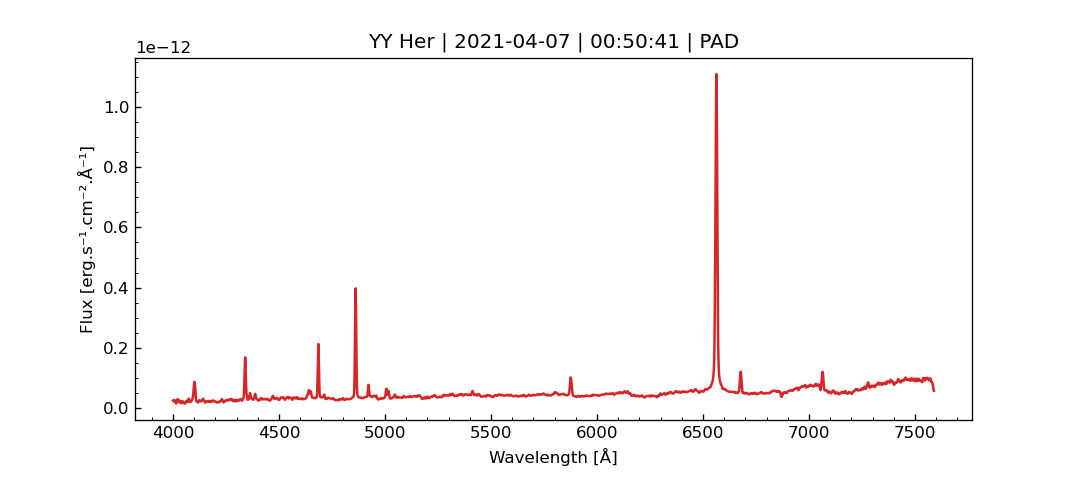 YY Her | 2021-04-07 | 00:50:41 | PAD
1e−12
1.0
0.8
0.6
0.4
0.2
0.0
Flux [erg.s⁻¹.cm⁻².Å⁻¹]
4000 4500 5000 5500 6000 6500 7000 7500
Wavelength [Å]